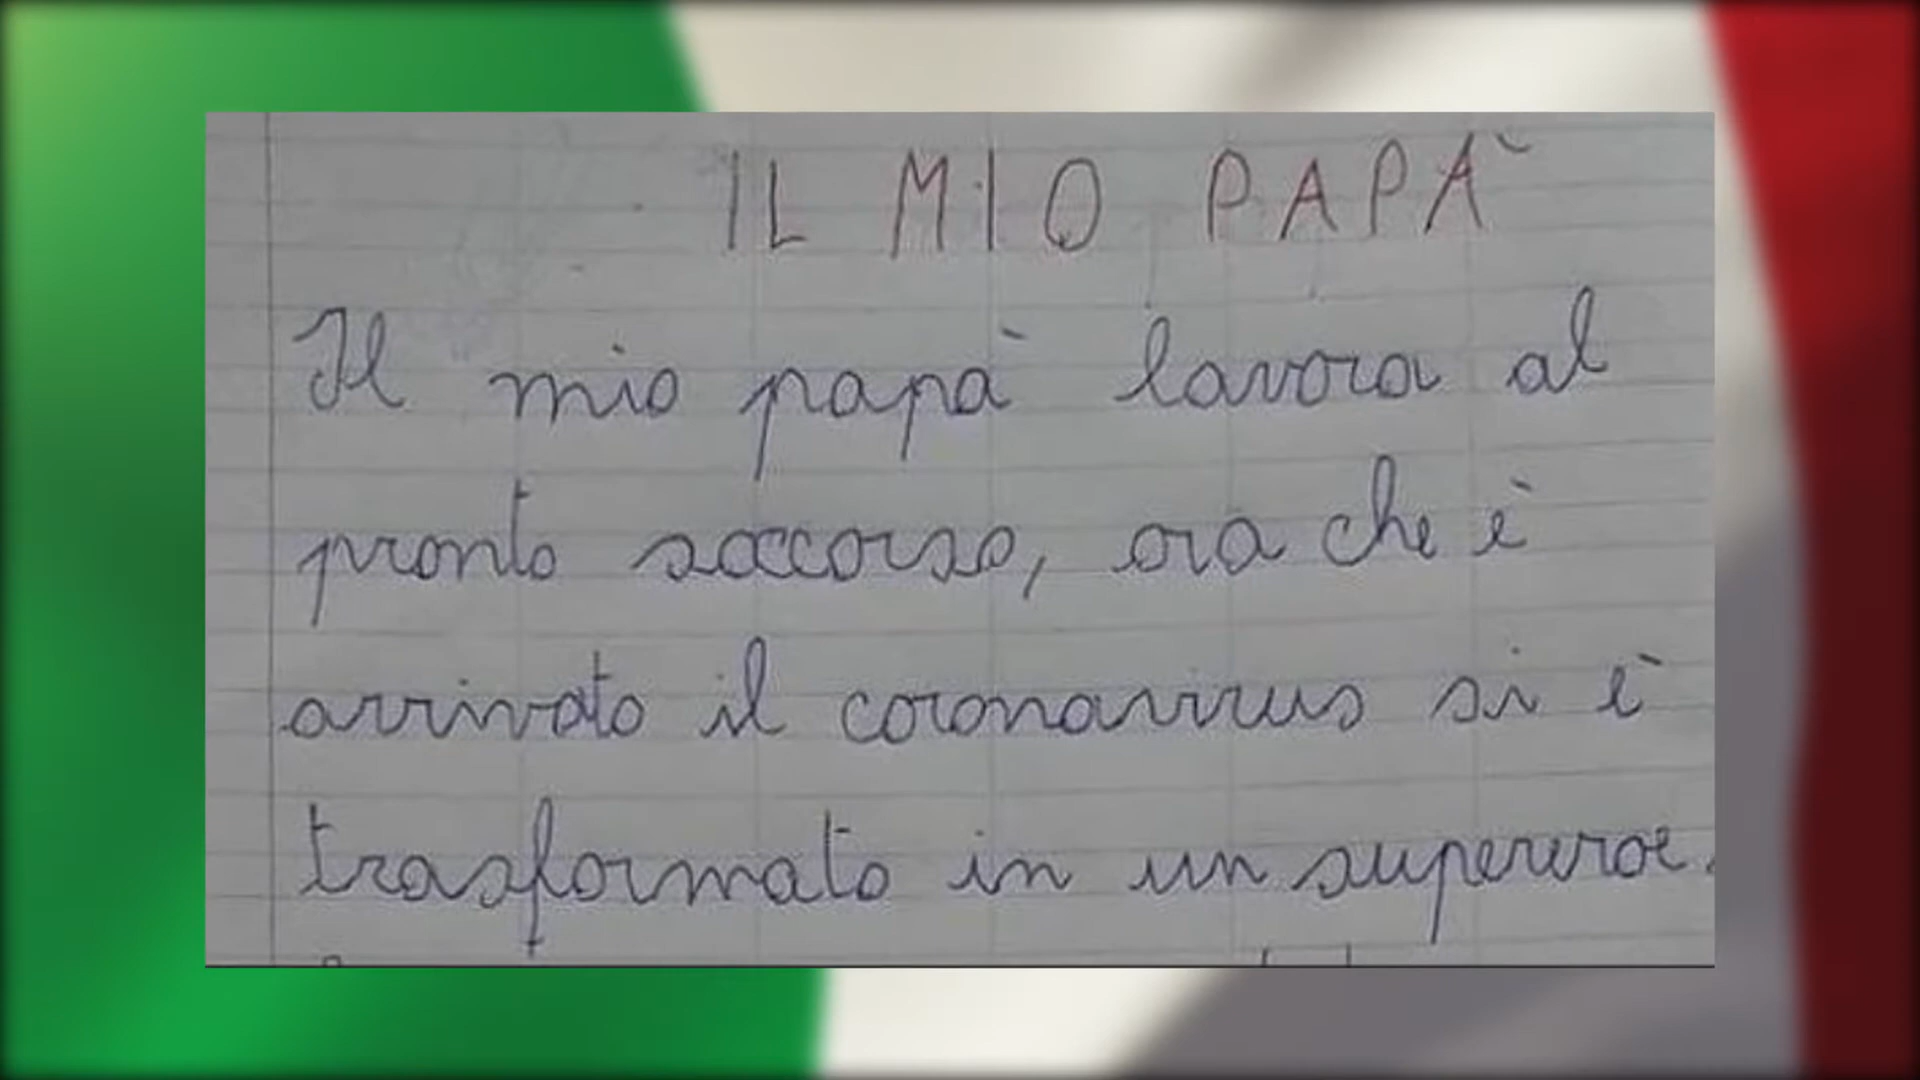 IL MIO PAPÀ
Il mio papà lavora al
pronto soccorso, ora che è
arrivato il coronavirus si è
trasformato in un supereroe.